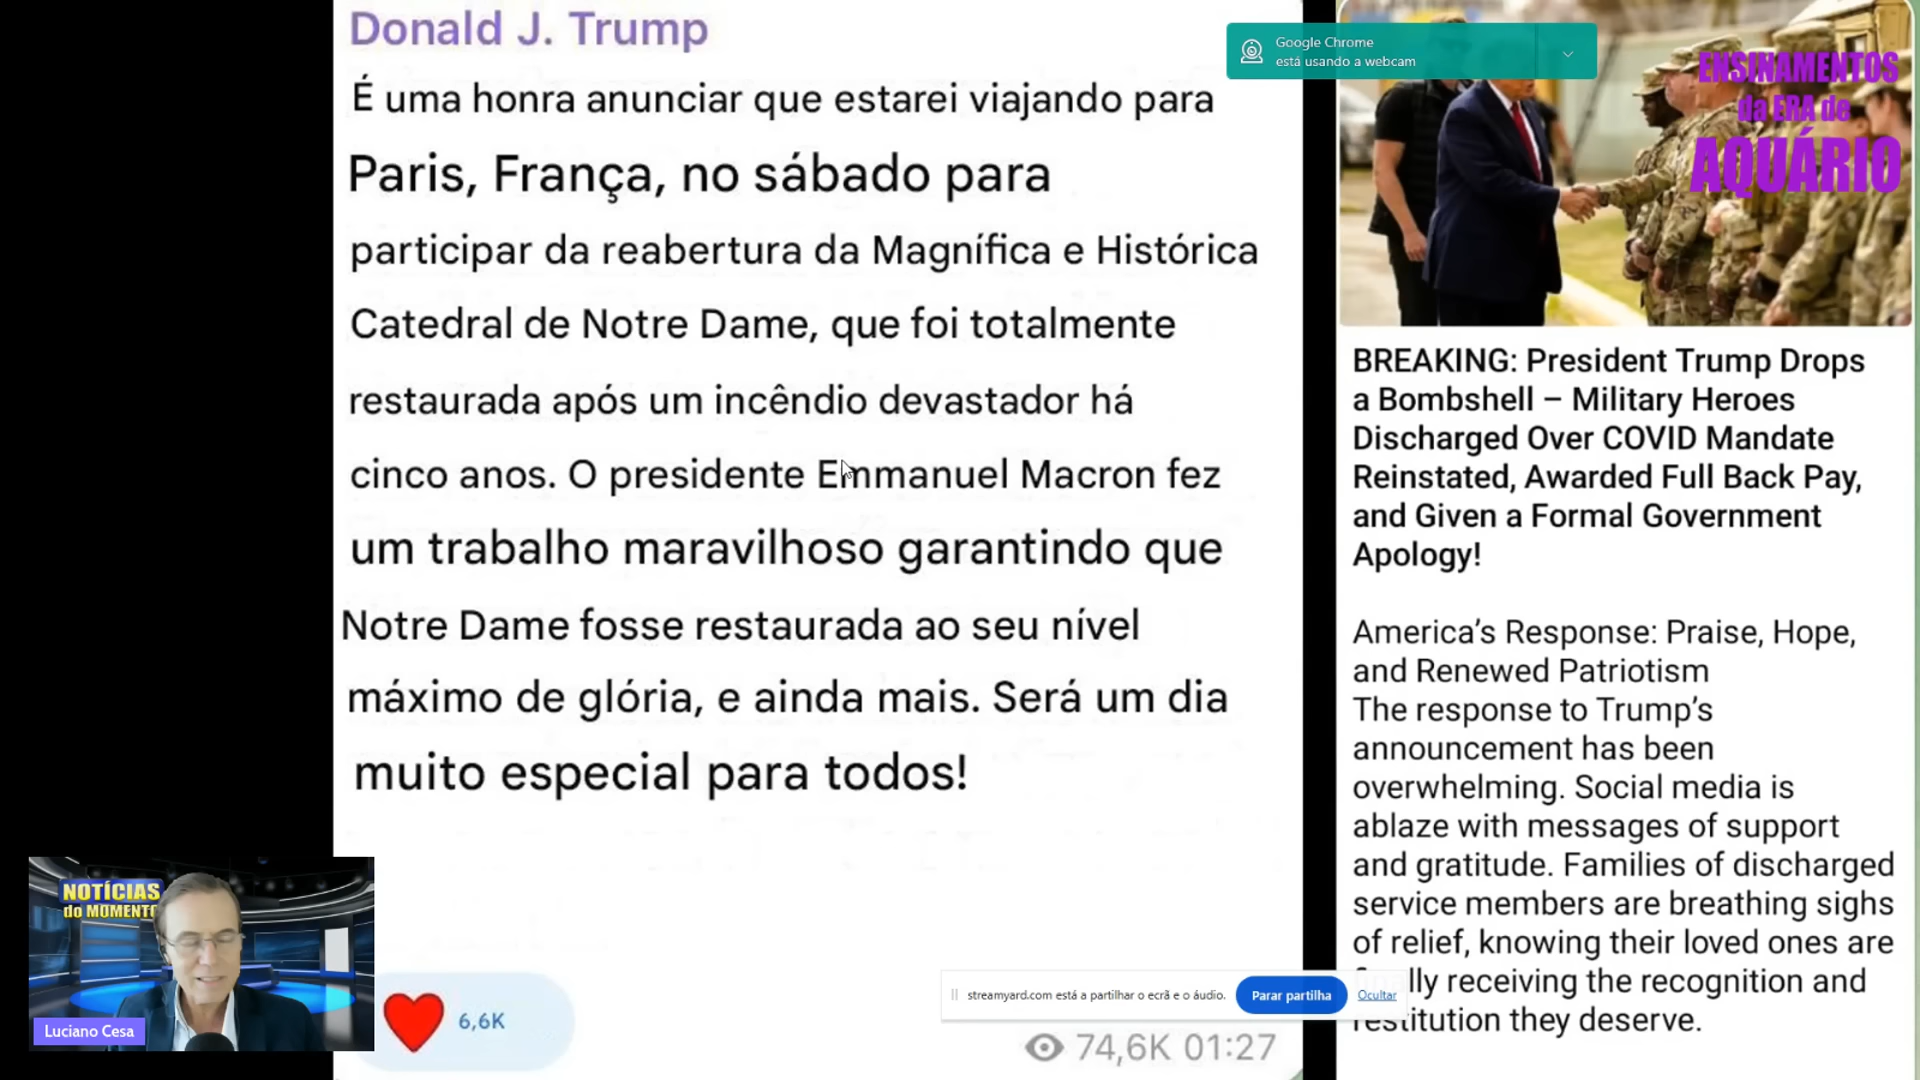 Donald J. Trump
É uma honra anunciar que estarei viajando para
Paris, França, no sábado para
participar da reabertura da Magnífica e Histórica
Catedral de Notre Dame, que foi totalmente
restaurada após um incêndio devastador há
cinco anos. O presidente Emmanuel Macron fez
um trabalho maravilhoso garantindo que
Notre Dame fosse restaurada ao seu nível
máximo de glória, e ainda mais. Será um dia
muito especial para todos!
6,6K
74,6K 01:27
Google Chrome
está usando a webcam
ENSINAMENTOS
da ERA de
AQUÁRIO
BREAKING: President Trump Drops
a Bombshell – Military Heroes
Discharged Over COVID Mandate
Reinstated, Awarded Full Back Pay,
and Given a Formal Government
Apology!
America's Response: Praise, Hope,
and Renewed Patriotism
The response to Trump's
announcement has been
overwhelming. Social media is
ablaze with messages of support
and gratitude. Families of discharged
service members are breathing sighs
of relief, knowing their loved ones are
finally receiving the recognition and
restitution they deserve.
streamyard.com está a partilhar o ecrã e o áudio.
Parar partilha
Ocultar
NOTÍCIAS
do MOMENTO
Luciano Cesa